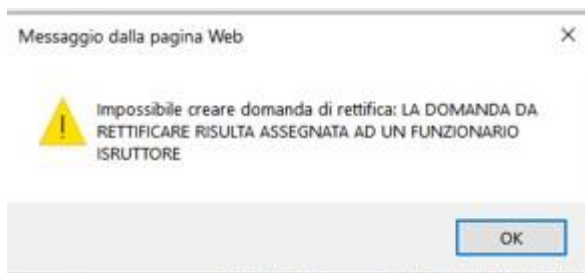 Messaggio dalla pagina Web
Impossibile creare domanda di rettifica: LA DOMANDA DA
RETTIFICARE RISULTA ASSEGNATA AD UN FUNZIONARIO
ISRUTTORE
OK